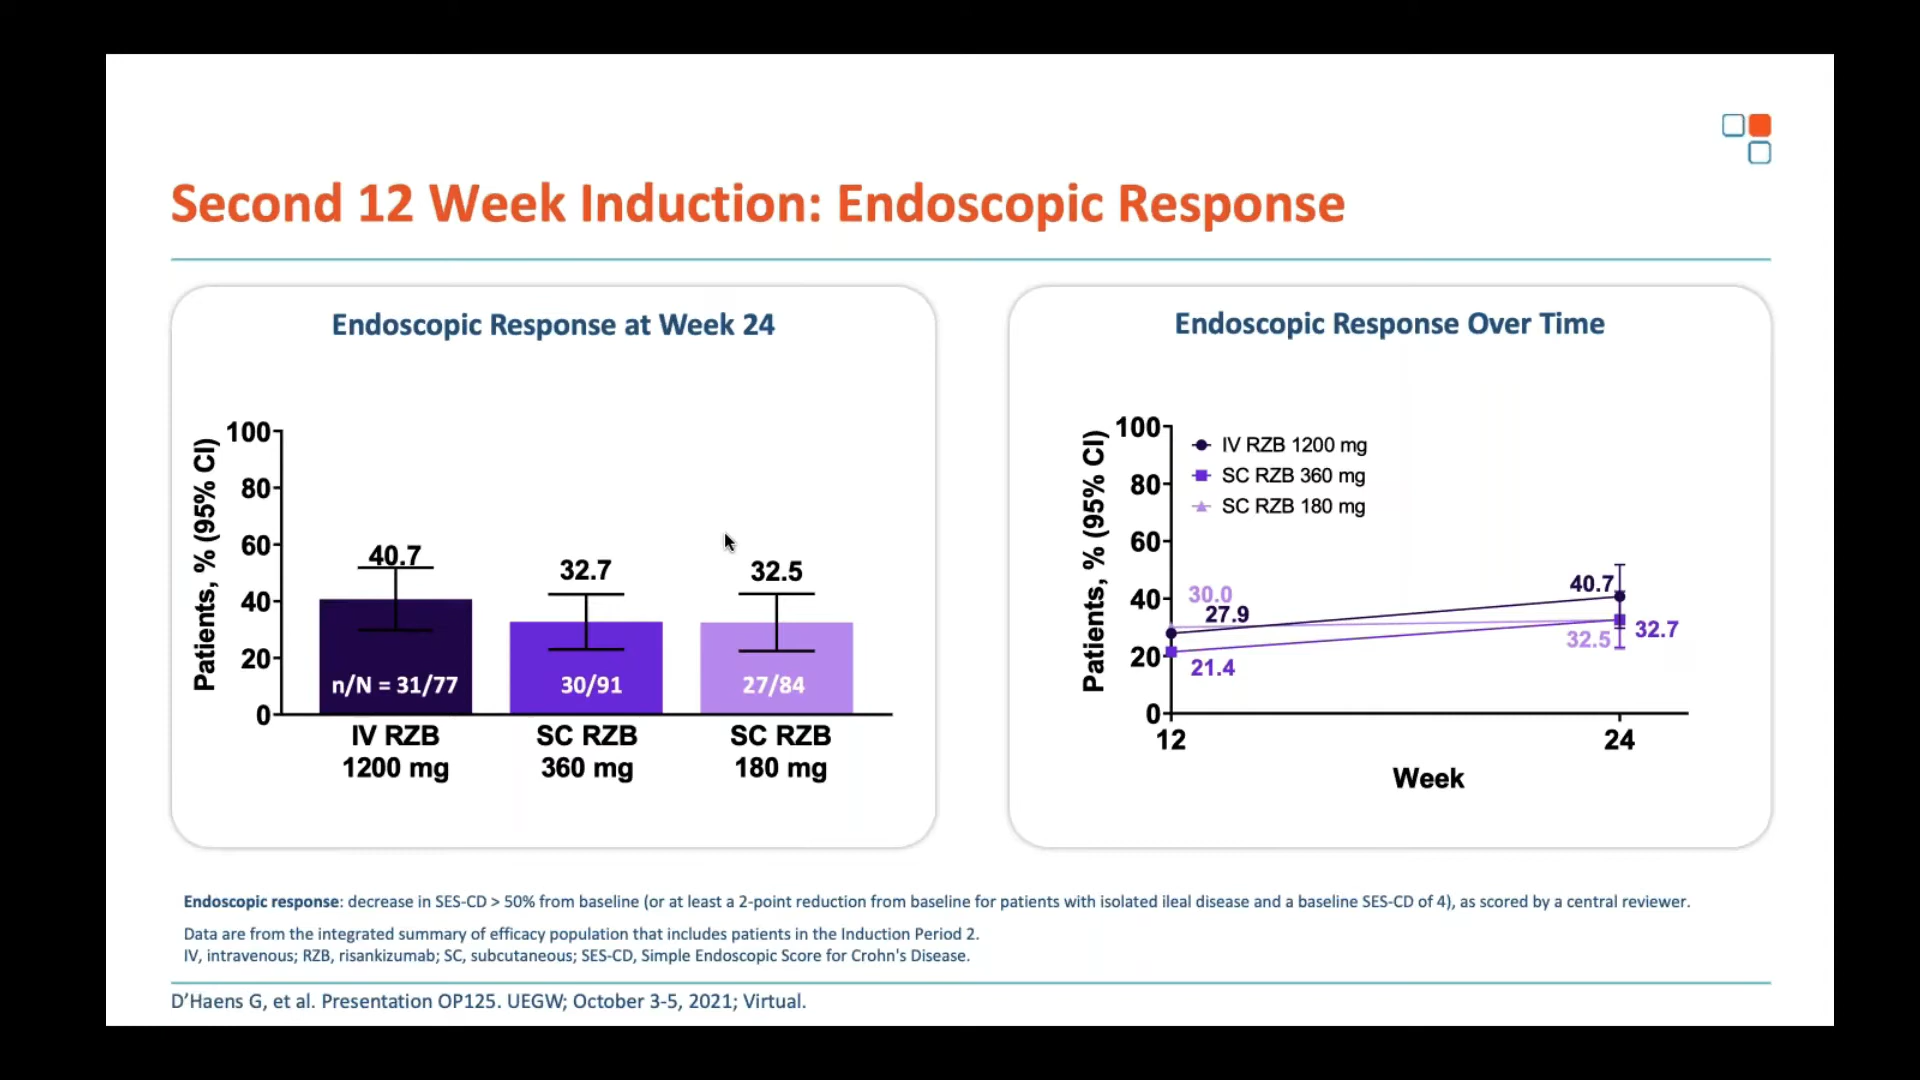 Second 12 Week Induction: Endoscopic Response
Endoscopic Response at Week 24
Patients, % (95% CI)
100
80
60
40
20
0
40.7
32.7
32.5
n/N = 31/77
30/91
27/84
IV RZB
1200 mg
SC RZB
360 mg
SC RZB
180 mg
Endoscopic Response Over Time
Patients, % (95% CI)
100
80
60
40
20
0
IV RZB 1200 mg
SC RZB 360 mg
SC RZB 180 mg
30.0
27.9
21.4
40.7
32.5
32.7
12
24
Week
Endoscopic response: decrease in SES-CD > 50% from baseline (or at least a 2-point reduction from baseline for patients with isolated ileal disease and a baseline SES-CD of 4), as scored by a central reviewer.
Data are from the integrated summary of efficacy population that includes patients in the Induction Period 2.
IV, intravenous; RZB, risankizumab; SC, subcutaneous; SES-CD, Simple Endoscopic Score for Crohn's Disease.
D’Haens G, et al. Presentation OP125. UEGW; October 3-5, 2021; Virtual.